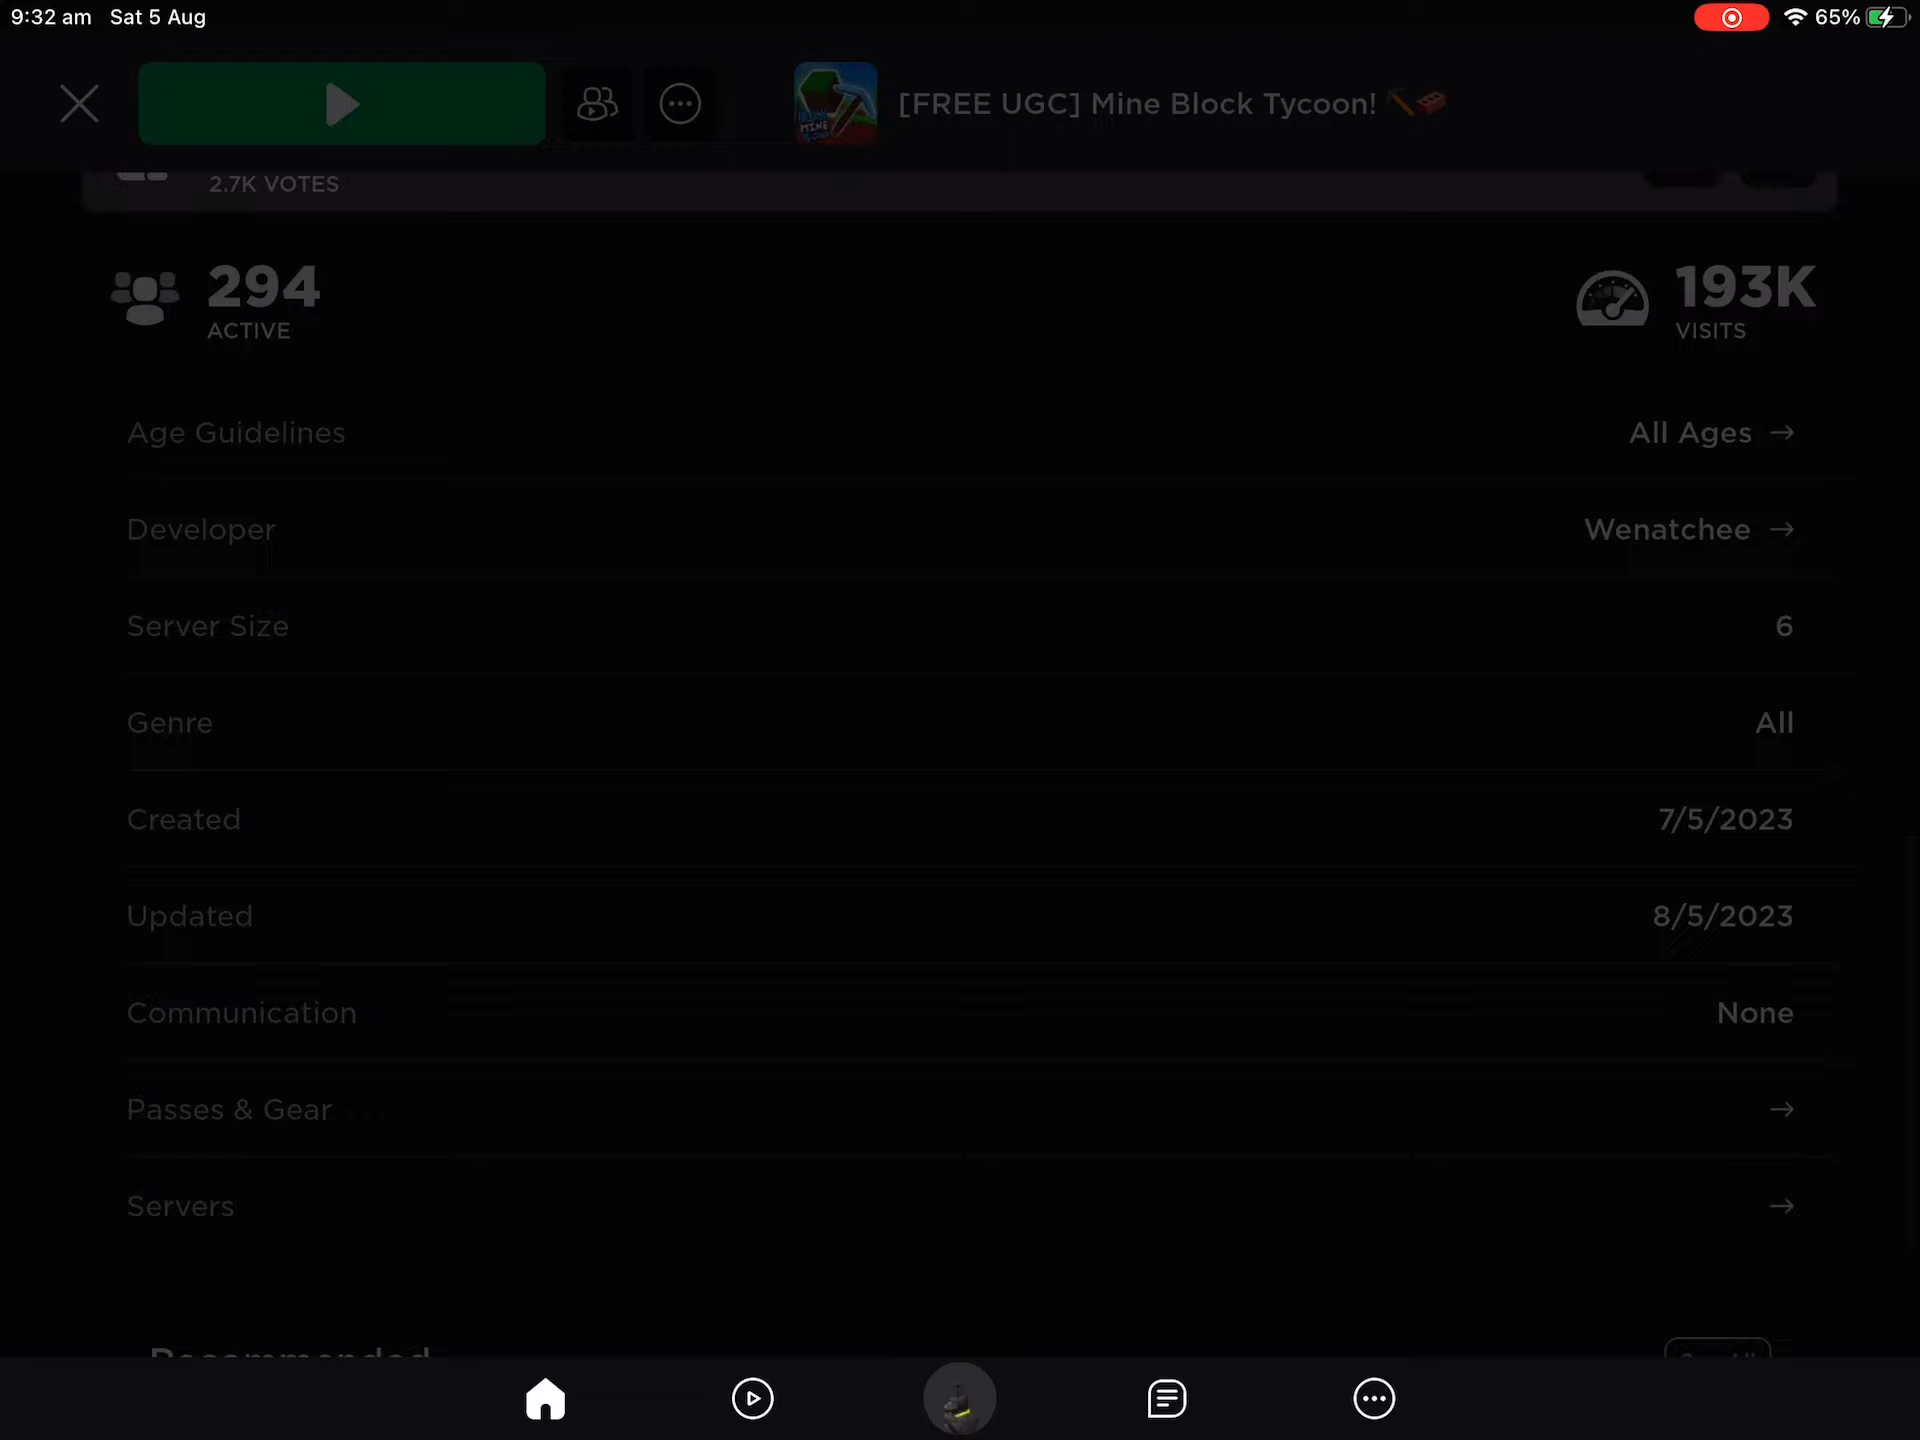 9:32 am Sat 5 Aug 65%
[FREE UGC] Mine Block Tycoon!
MINE
2.7K VOTES
294 193K
ACTIVE VISITS
Age Guidelines All Ages →
Developer Wenatchee →
Server Size 6
Genre All
Created 7/5/2023
Updated 8/5/2023
Communication None
Passes & Gear →
Servers →
Recommended